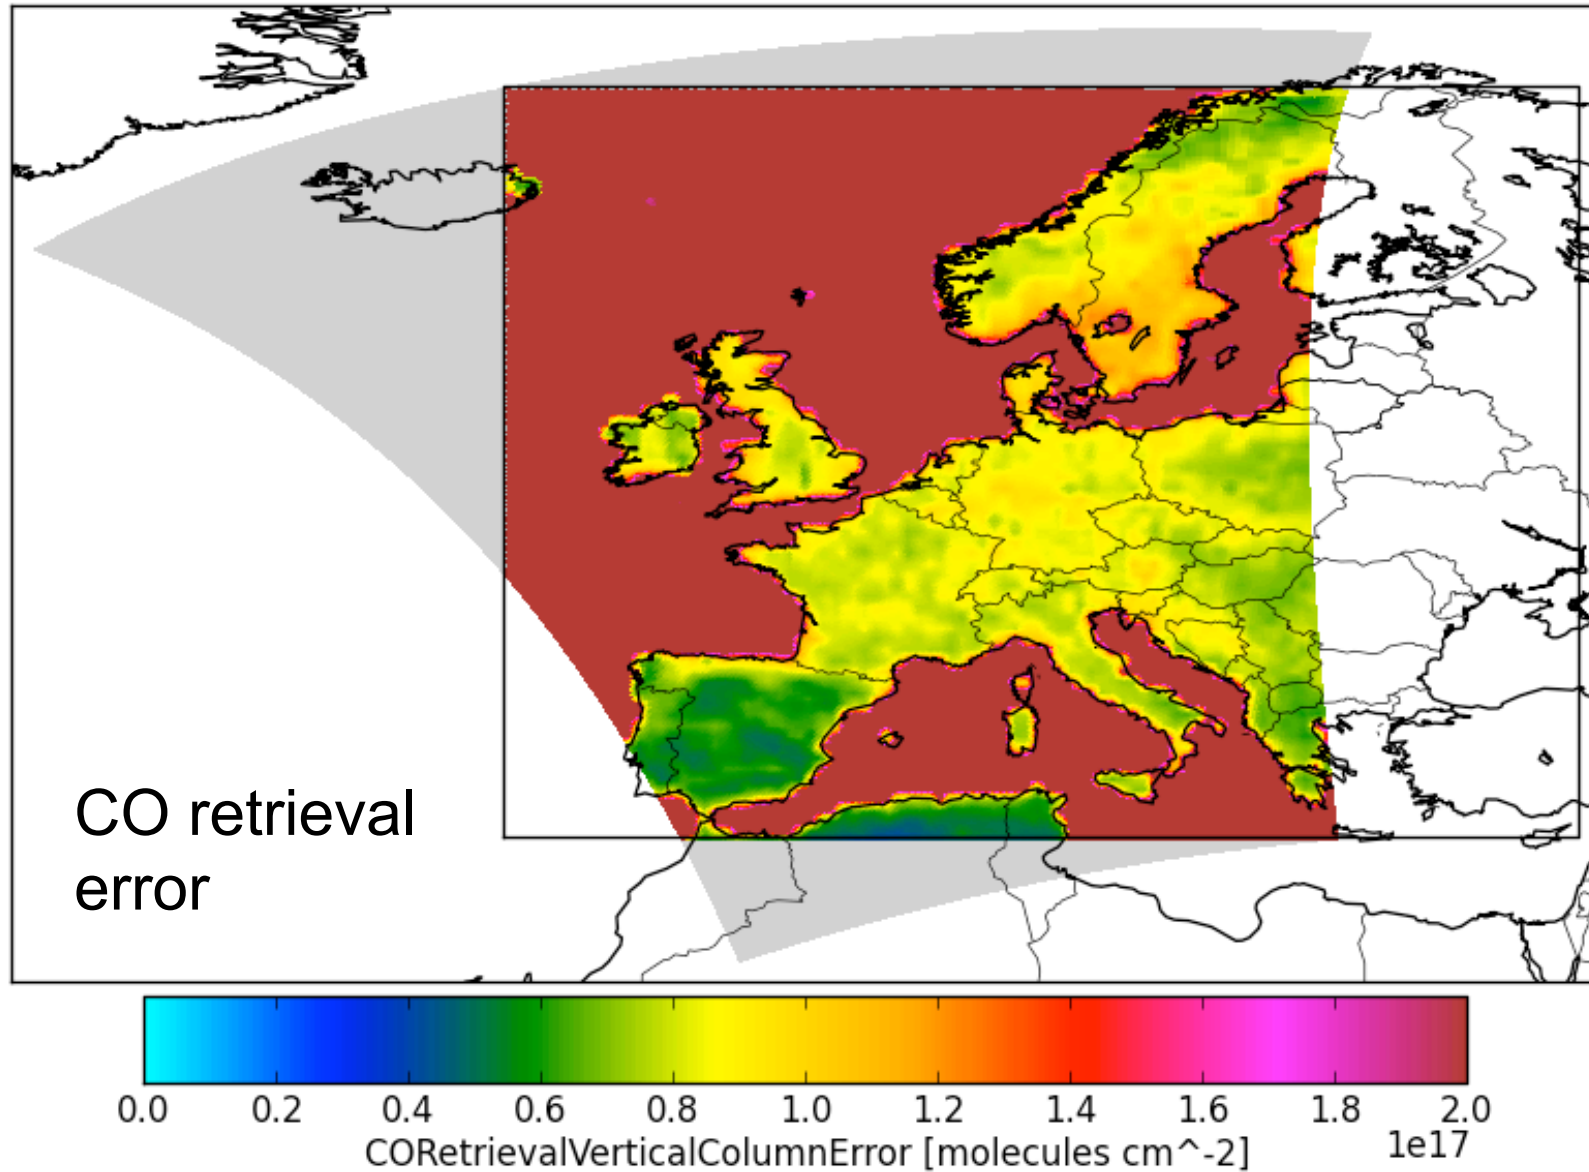 CO retrieval
error
0.0 0.2 0.4 0.6 0.8 1.0 1.2 1.4 1.6 1.8 2.0
CORetrievalVerticalColumnError [molecules cm^-2] 1e17